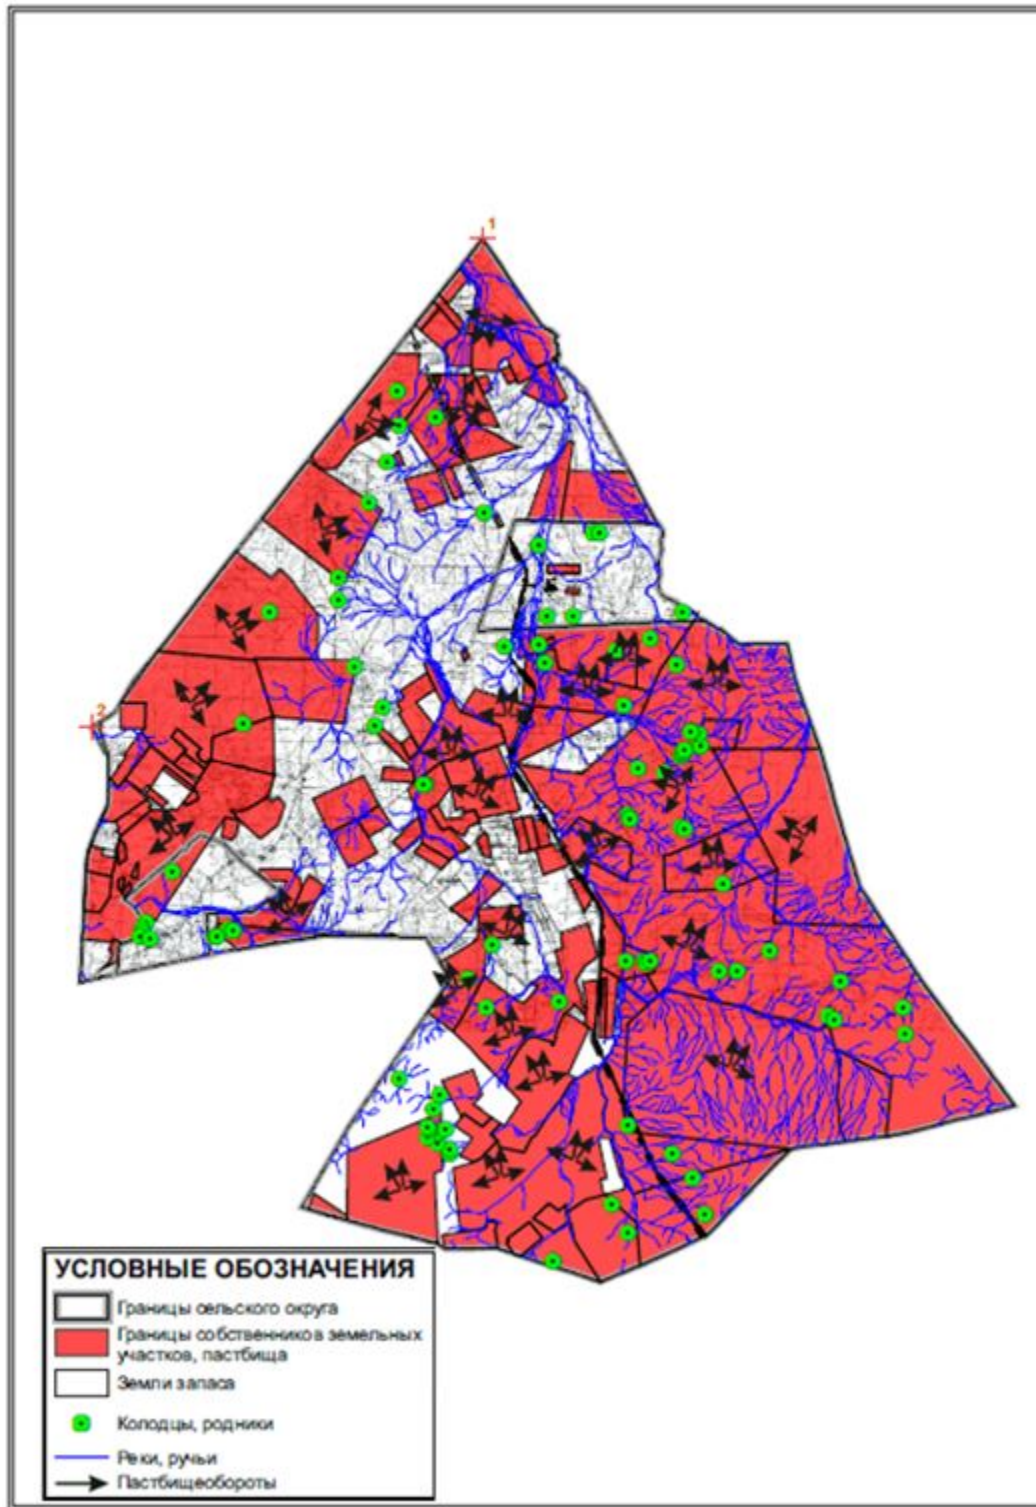 1
2
УСЛОВНЫЕ ОБОЗНАЧЕНИЯ
Границы сельского округа
Границы собственников земельных
участков, пастбища
Земли запаса
Колодцы, родники
Реки, ручьи
Пастбищеобороты